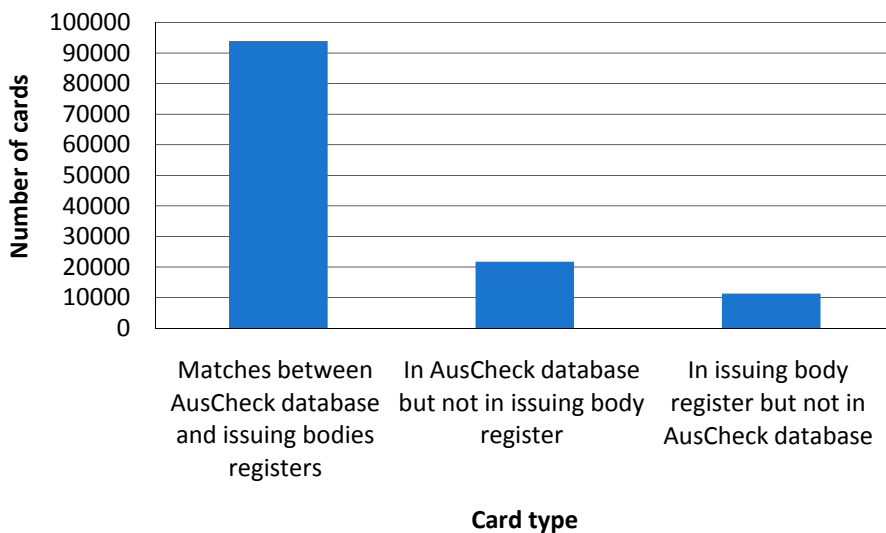 100000
90000
80000
70000
60000
50000
40000
30000
20000
10000
0
Number of cards
Matches between
AusCheck database
and issuing bodies
registers
In AusCheck database
but not in issuing body
register
In issuing body
register but not in
AusCheck database
Card type